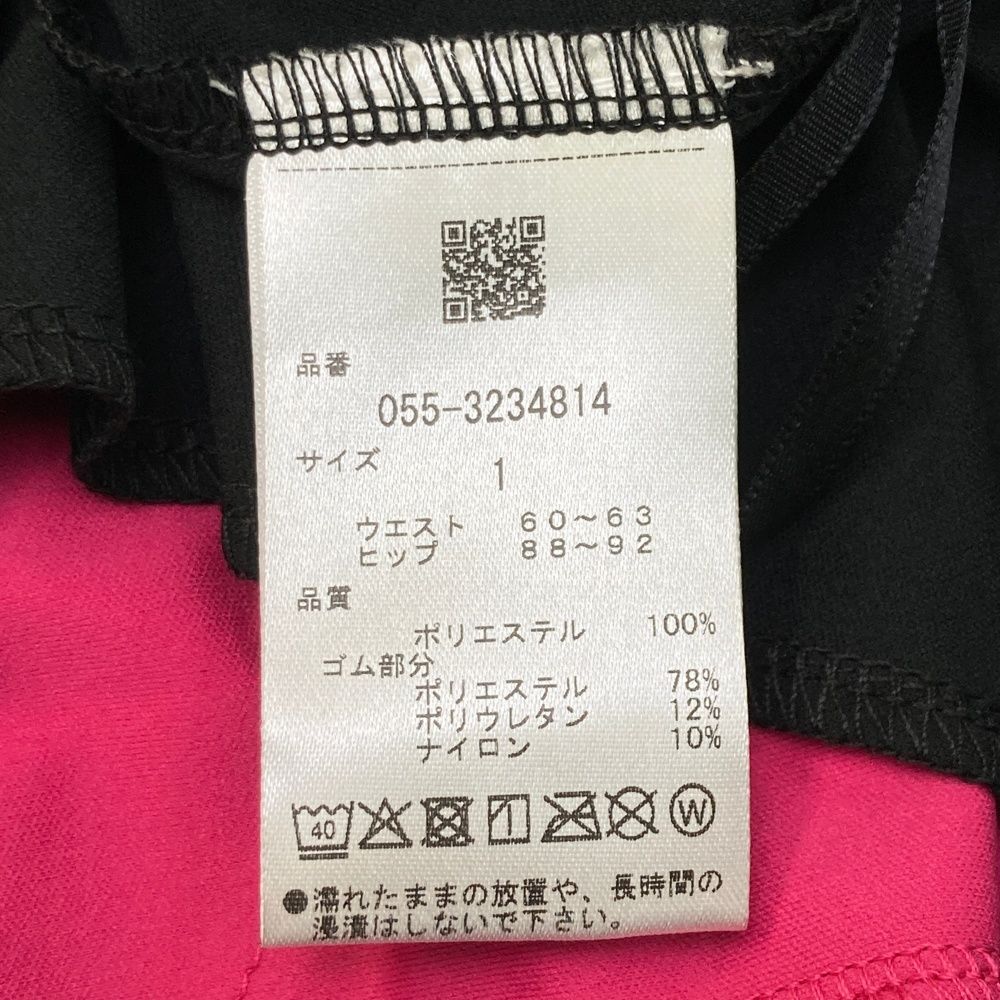 品番
055-3234814
サイズ 1
ウエスト 60～63
ヒップ 88～92
品質
ポリエステル 100%
ゴム部分
ポリエステル 78%
ポリウレタン 12%
ナイロン 10%
40 W
●濡れたままの放置や、長時間の
浸漬はしないで下さい。